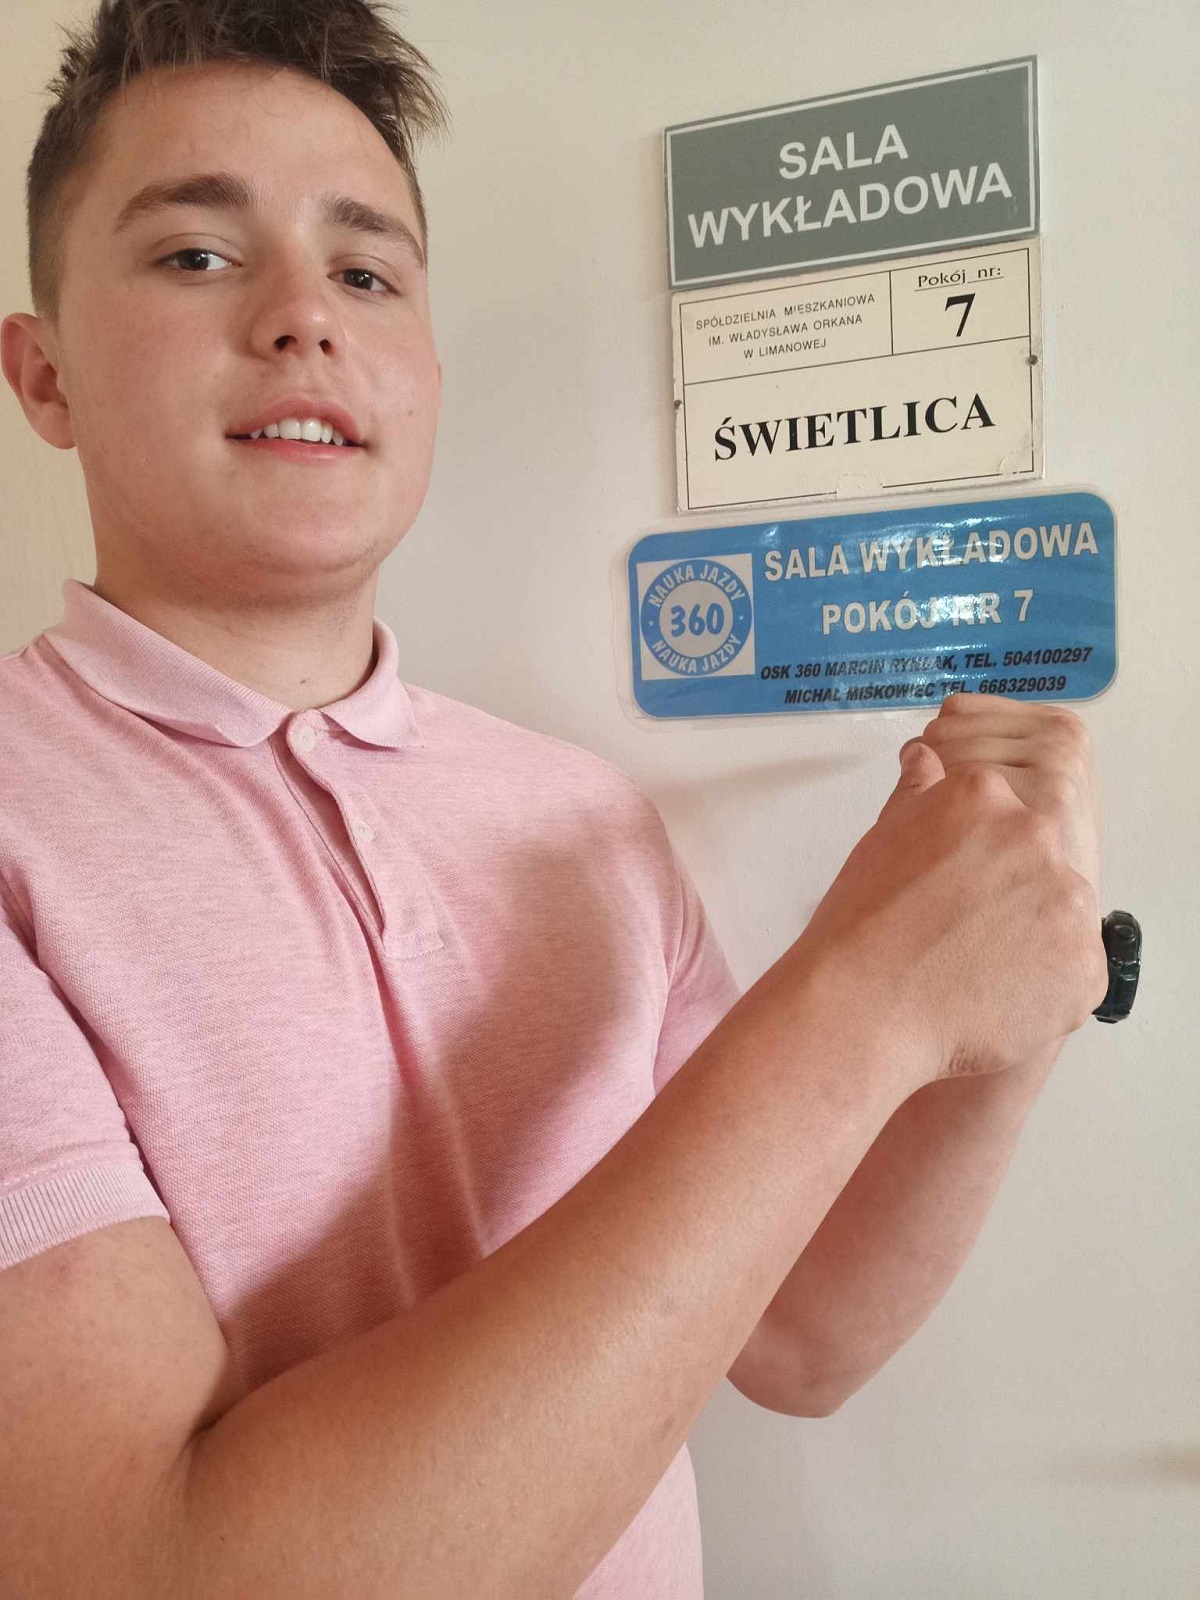 SALA
WYKŁADOWA
SPÓŁDZIELNIA MIESZKANIOWA
IM. WŁADYSŁAWA ORKANA
W LIMANOWEJ
Pokój nr:
7
ŚWIETLICA
NAUKA JAZDY
360
NAUKA JAZDY
SALA WYKŁADOWA
POKÓJ NR 7
OSK 360 MARCIN TEL. 504100297
MICHAŁ MIŚKOWIEC TEL. 668329039